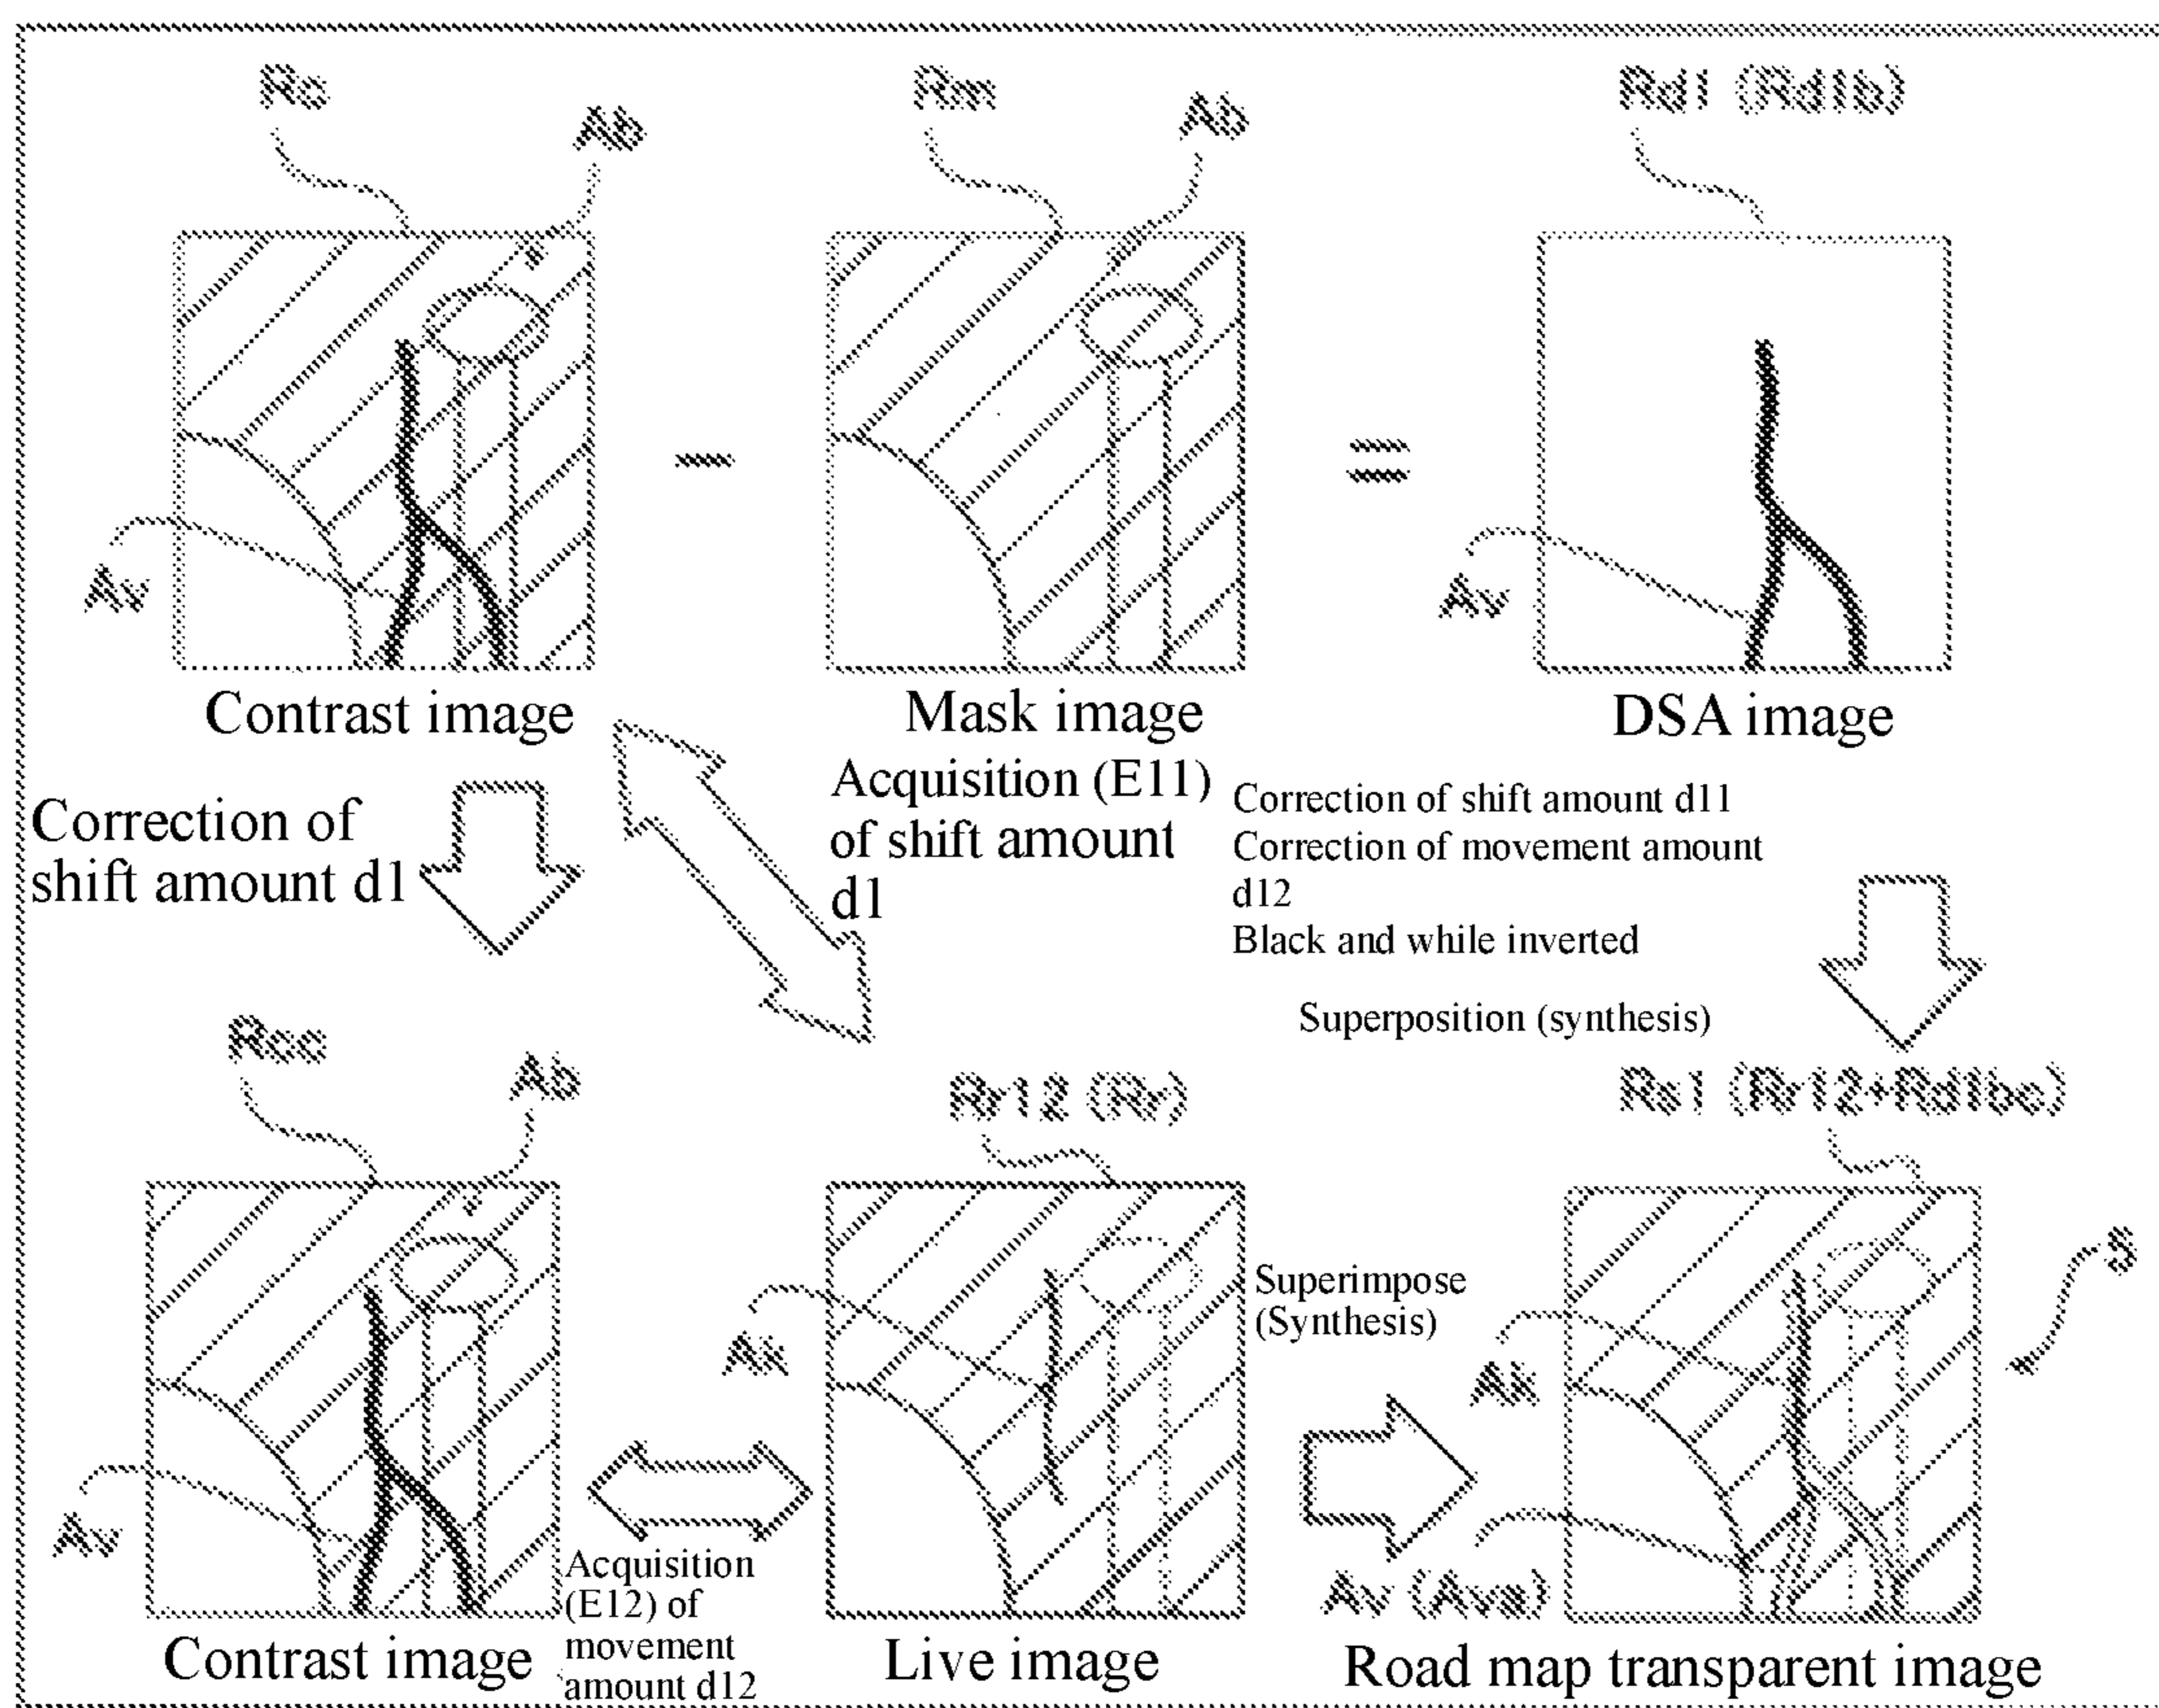 Rc
Ab
Rm
Ab
Rd1 (Rd1b)
Av
Av
Contrast image
Mask image
DSA image
Correction of
shift amount d1
Acquisition (E11)
of shift amount
d1
Correction of shift amount d11
Correction of movement amount
d12
Black and while inverted
Superposition (synthesis)
Rcc
Ab
Rr12 (Rr)
Rs1 (Rr12+Rd1bc)
S
Ak
Superimpose
(Synthesis)
Ak
Av
Av (Ava)
Acquisition
(E12) of
movement
amount d12
Contrast image
Live image
Road map transparent image